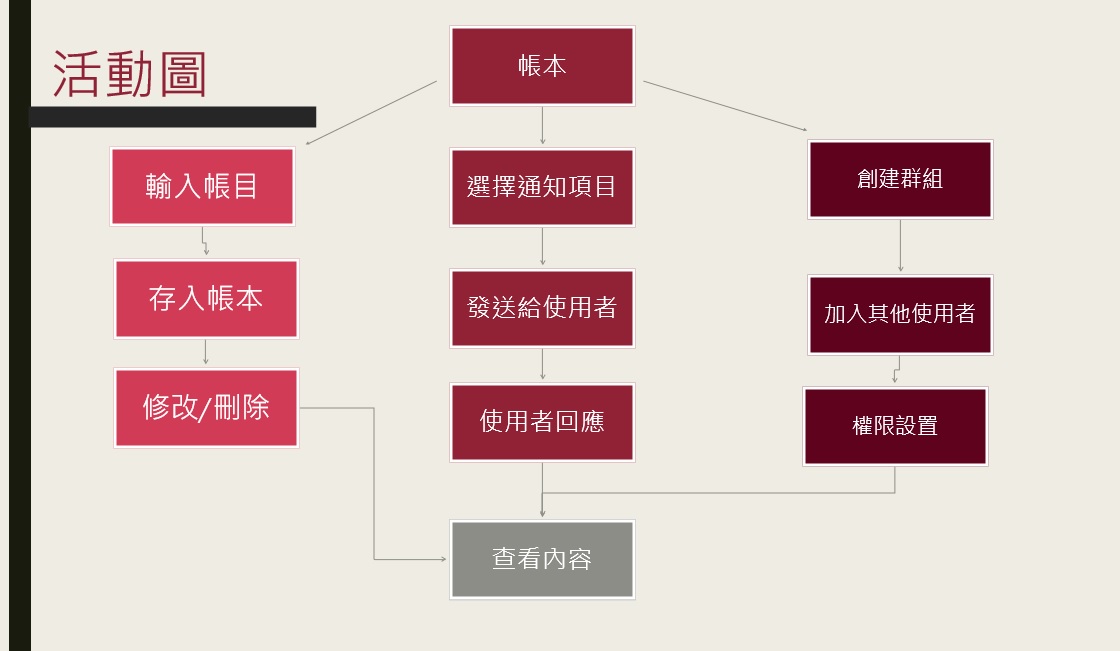 活動圖
帳本
輸入帳目
存入帳本
修改/刪除
選擇通知項目
發送給使用者
使用者回應
創建群組
加入其他使用者
權限設置
查看內容